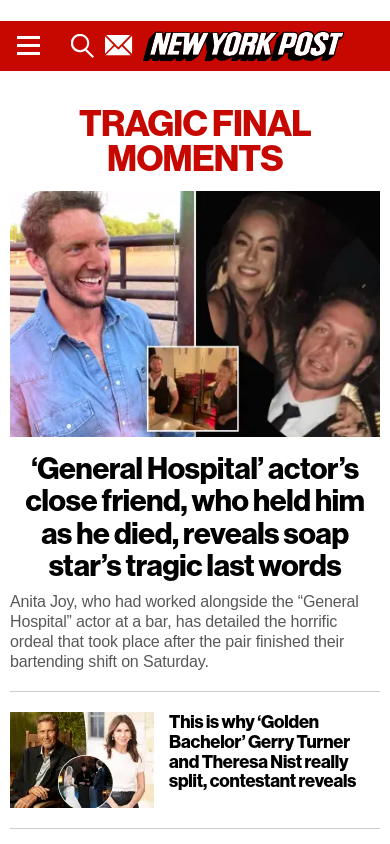 NEW YORK POST
TRAGIC FINAL
MOMENTS
‘General Hospital’ actor’s
close friend, who held him
as he died, reveals soap
star’s tragic last words
Anita Joy, who had worked alongside the “General
Hospital” actor at a bar, has detailed the horrific
ordeal that took place after the pair finished their
bartending shift on Saturday.
This is why ‘Golden
Bachelor’ Gerry Turner
and Theresa Nist really
split, contestant reveals